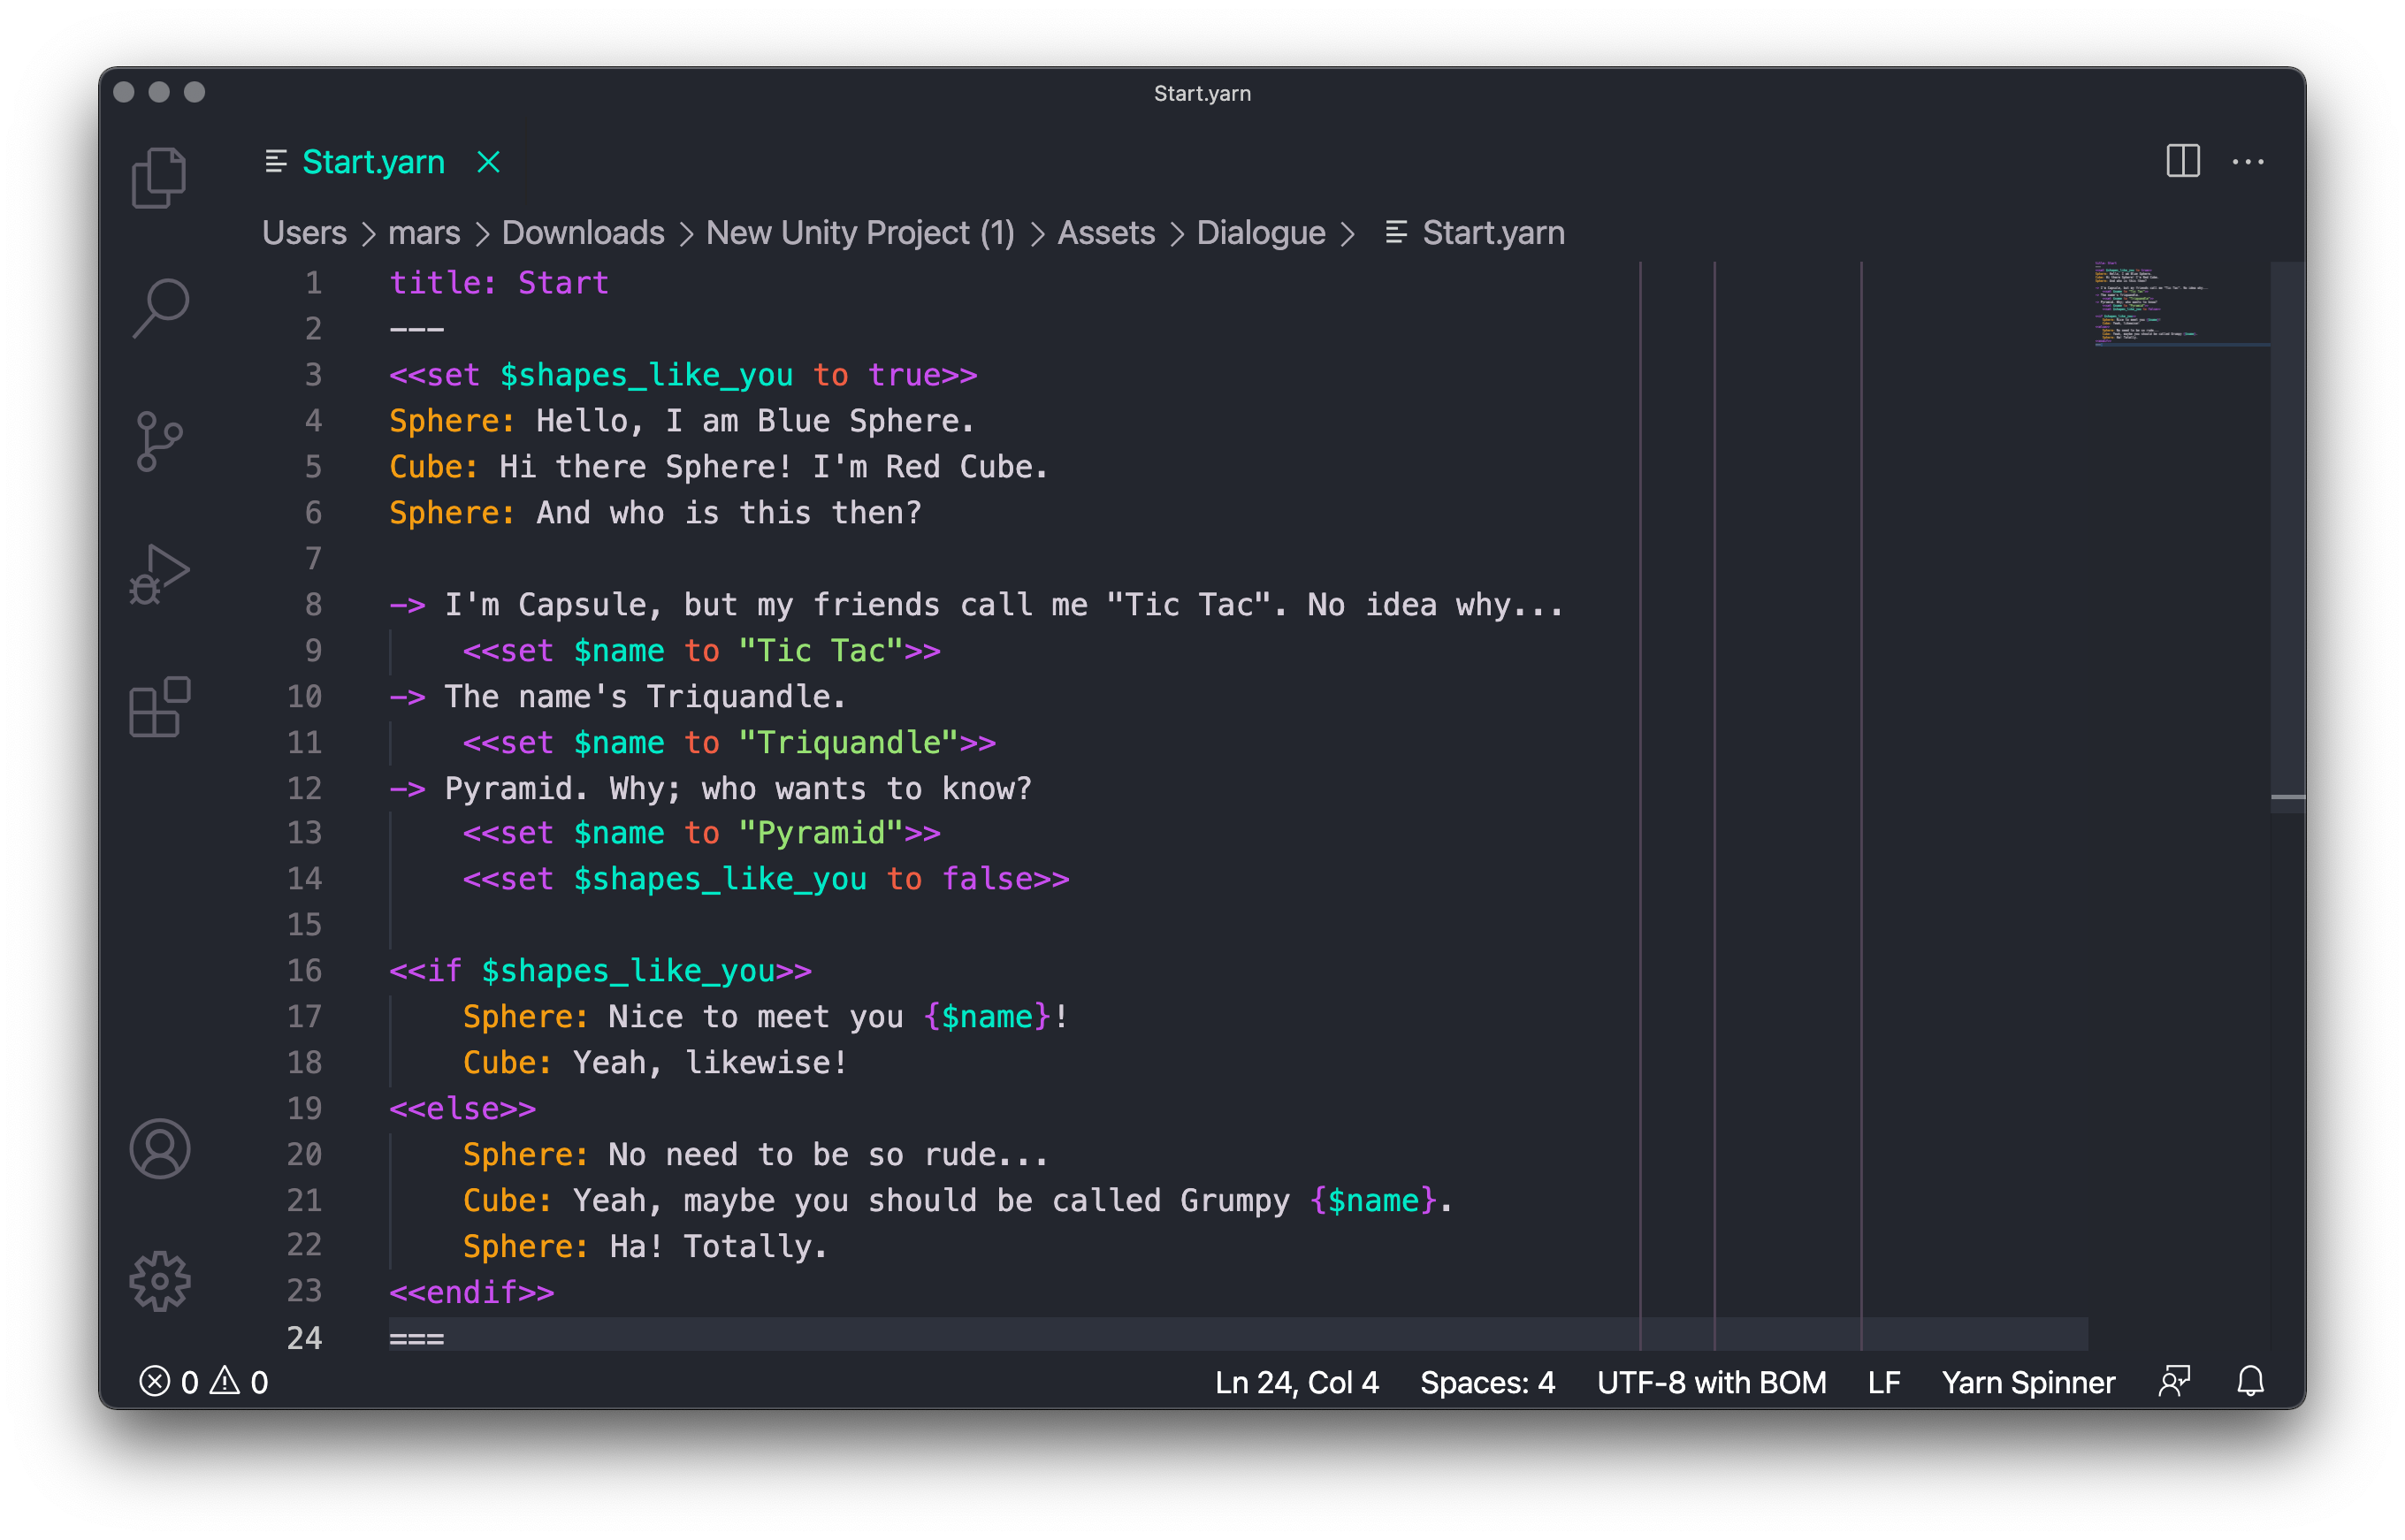 Start.yarn
Start.yarn
Users > mars > Downloads > New Unity Project (1) > Assets > Dialogue > Start.yarn
1 title: Start
2 ---
3 <<set $shapes_like_you to true>>
4 Sphere: Hello, I am Blue Sphere.
5 Cube: Hi there Sphere! I'm Red Cube.
6 Sphere: And who is this then?
7
8 -> I'm Capsule, but my friends call me "Tic Tac". No idea why...
9     <<set $name to "Tic Tac">>
10 -> The name's Triquandle.
11     <<set $name to "Triquandle">>
12 -> Pyramid. Why; who wants to know?
13     <<set $name to "Pyramid">>
14     <<set $shapes_like_you to false>>
15
16 <<if $shapes_like_you>>
17     Sphere: Nice to meet you {$name}!
18     Cube: Yeah, likewise!
19 <<else>>
20     Sphere: No need to be so rude...
21     Cube: Yeah, maybe you should be called Grumpy {$name}.
22     Sphere: Ha! Totally.
23 <<endif>>
24 ===
0 0 Ln 24, Col 4 Spaces: 4 UTF-8 with BOM LF Yarn Spinner